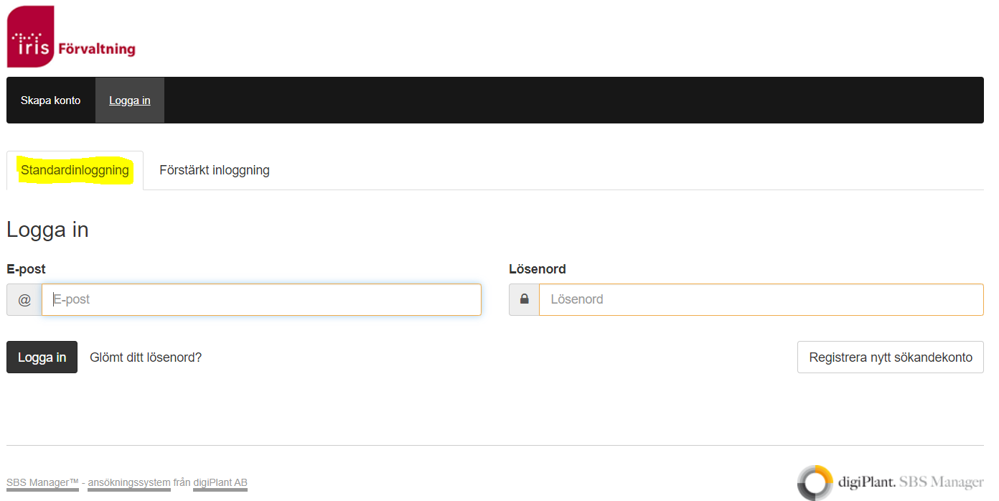 iris Förvaltning
Skapa konto Logga in
Standardinloggning Förstärkt inloggning
Logga in
E-post Lösenord
@ E-post Lösenord
Logga in Glömt ditt lösenord? Registrera nytt sökandekonto
SBS Manager™ - ansökningssystem från digiPlant AB digiPlant. SBS Manager